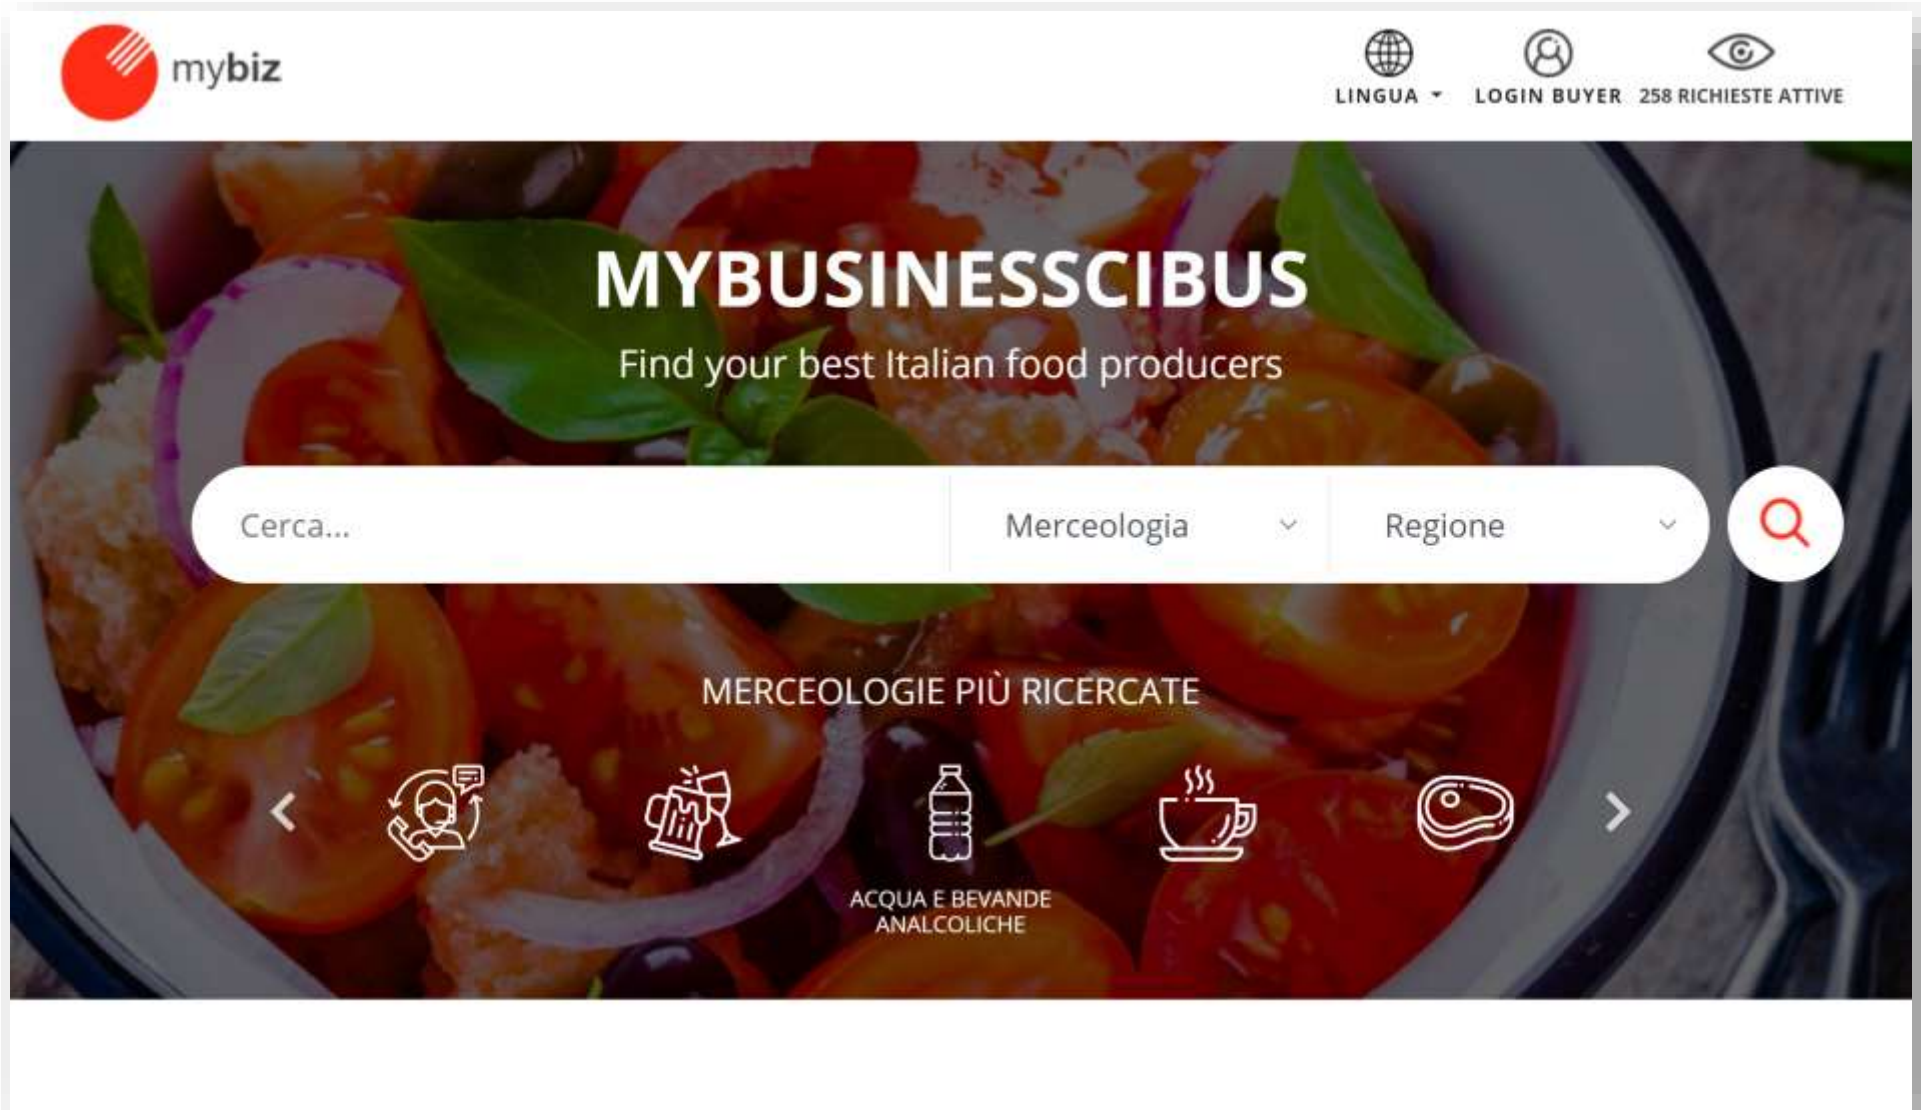 mybiz
LINGUA
LOGIN BUYER
258 RICHIESTE ATTIVE
MYBUSINESSCIBUS
Find your best Italian food producers
Cerca...
Merceologia
Regione
MERCEOLOGIE PIÙ RICERCATE
ACQUA E BEVANDE
ANALCOLICHE